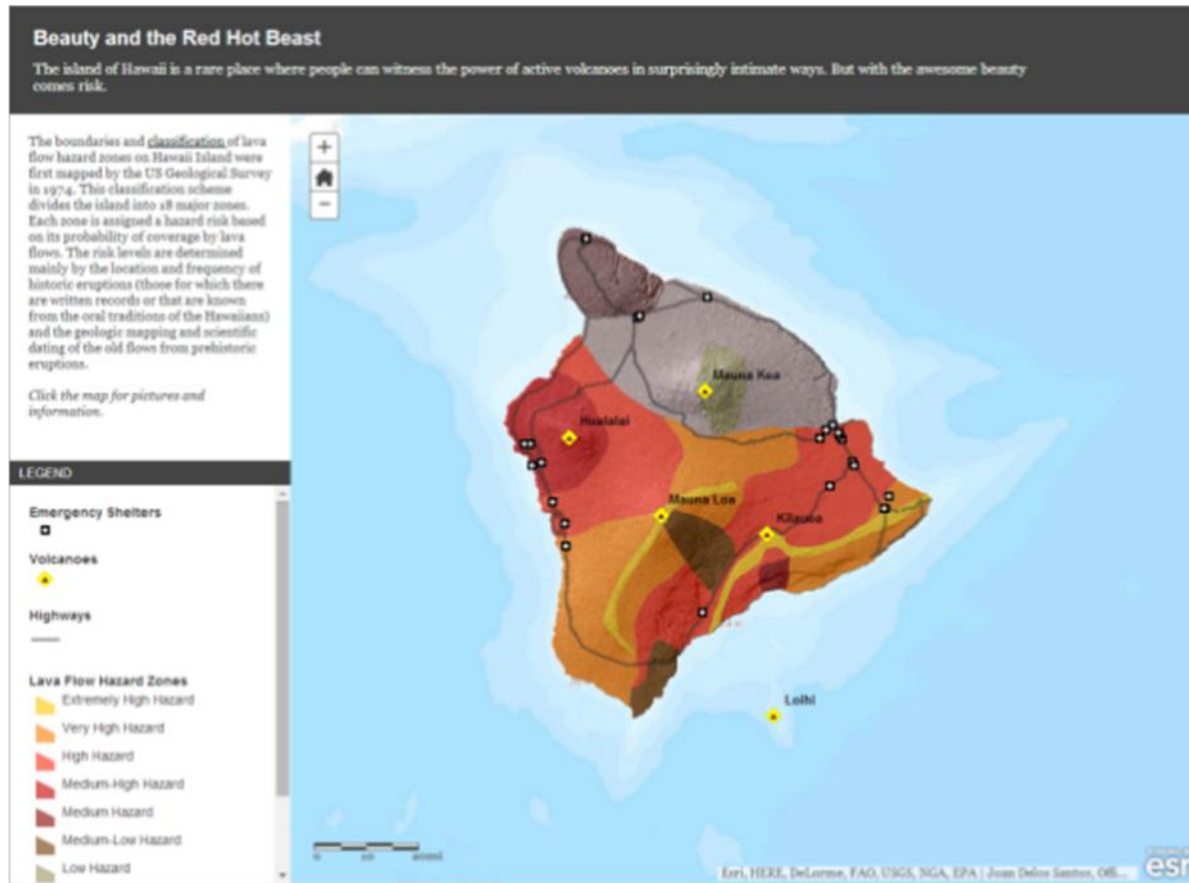 Beauty and the Red Hot Beast
The island of Hawaii is a rare place where people can witness the power of active volcanoes in surprisingly intimate ways. But with the awesome beauty
comes risk.
The boundaries and classification of lava
flow hazard zones on Hawaii Island were
first mapped by the US Geological Survey
in 1974. This classification scheme
divides the island into 18 major zones.
Each zone is assigned a hazard risk based
on its probability of coverage by lava
flows. The risk levels are determined
mainly by the location and frequency of
historic eruptions (those for which there
are written records or that are known
from the oral traditions of the Hawaiians)
and the geologic mapping and scientific
dating of the old flows from prehistoric
eruptions.
Click the map for pictures and
information.
LEGEND
Emergency Shelters
Volcanoes
Highways
Lava Flow Hazard Zones
Extremely High Hazard
Very High Hazard
High Hazard
Medium-High Hazard
Medium Hazard
Medium-Low Hazard
Low Hazard
Mauna Kea
Hualalai
Mauna Loa
Kilauea
Loihi
0 10 20mi
Esri, HERE, DeLorme, FAO, USGS, NGA, EPA | Joan Delos Santos, Offi...
esri